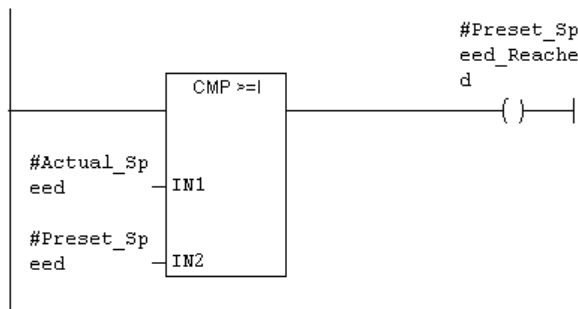 #Preset_Sp
eed_Reache
d
CMP >=I
#Actual_Sp
eed
IN1
#Preset_Sp
eed
IN2